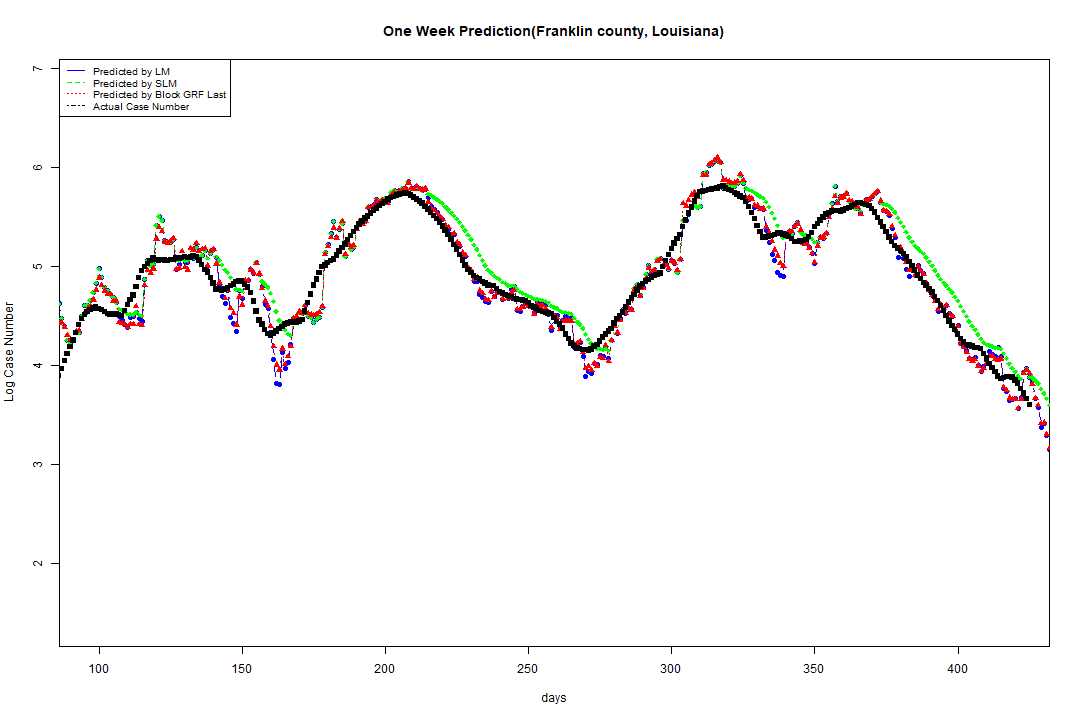 One Week Prediction(Franklin county, Louisiana)
Predicted by LM
Predicted by SLM
Predicted by Block GRF Last
Actual Case Number
7
6
5
4
3
2
Log Case Number
100 150 200 250 300 350 400
days